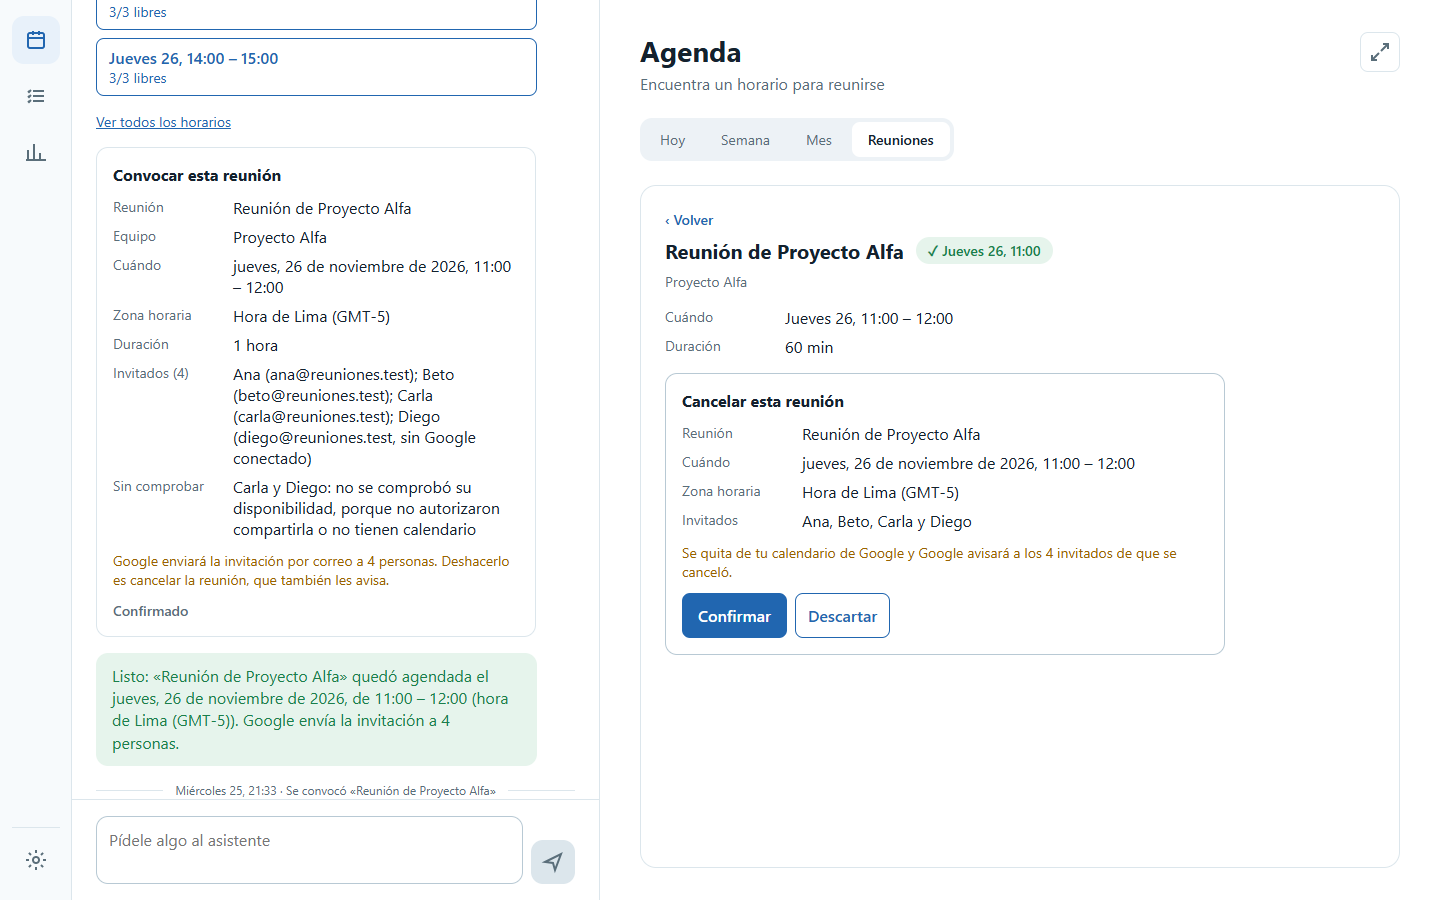 3/3 libres
Jueves 26, 14:00 – 15:00
3/3 libres
Ver todos los horarios
Convocar esta reunión
Reunión Reunión de Proyecto Alfa
Equipo Proyecto Alfa
Cuándo jueves, 26 de noviembre de 2026, 11:00
– 12:00
Zona horaria Hora de Lima (GMT-5)
Duración 1 hora
Invitados (4) Ana (ana@reuniones.test); Beto
(beto@reuniones.test); Carla
(carla@reuniones.test); Diego
(diego@reuniones.test, sin Google
conectado)
Sin comprobar Carla y Diego: no se comprobó su
disponibilidad, porque no autorizaron
compartirla o no tienen calendario
Google enviará la invitación por correo a 4 personas. Deshacerlo
es cancelar la reunión, que también les avisa.
Confirmado
Listo: «Reunión de Proyecto Alfa» quedó agendada el
jueves, 26 de noviembre de 2026, de 11:00 – 12:00 (hora
de Lima (GMT-5)). Google envía la invitación a 4
personas.
Miércoles 25, 21:33 · Se convocó «Reunión de Proyecto Alfa»
Pídele algo al asistente
Agenda
Encuentra un horario para reunirse
Hoy Semana Mes Reuniones
‹ Volver
Reunión de Proyecto Alfa ✓ Jueves 26, 11:00
Proyecto Alfa
Cuándo Jueves 26, 11:00 – 12:00
Duración 60 min
Cancelar esta reunión
Reunión Reunión de Proyecto Alfa
Cuándo jueves, 26 de noviembre de 2026, 11:00 – 12:00
Zona horaria Hora de Lima (GMT-5)
Invitados Ana, Beto, Carla y Diego
Se quita de tu calendario de Google y Google avisará a los 4 invitados de que se
canceló.
Confirmar Descartar